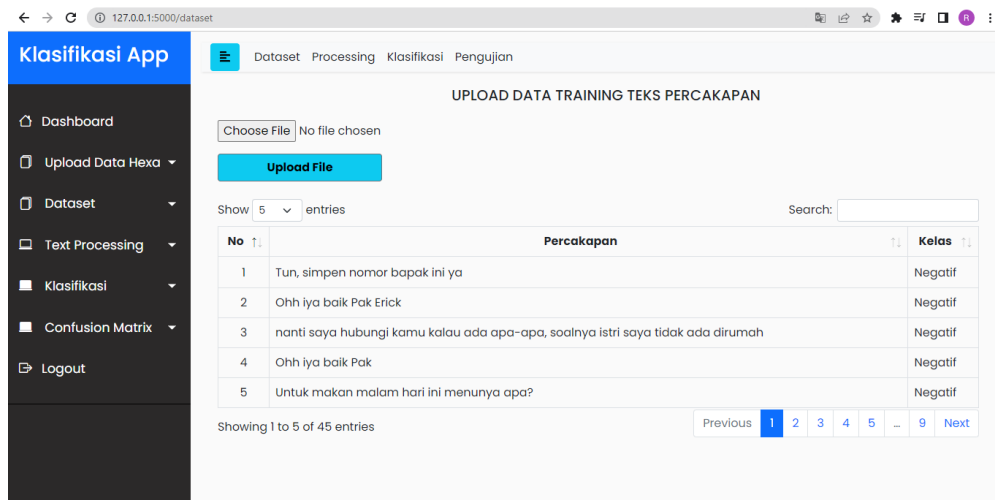 127.0.0.1:5000/dataset
R
Klasifikasi App
Dataset Processing Klasifikasi Pengujian
UPLOAD DATA TRAINING TEKS PERCAKAPAN
Dashboard
Upload Data Hexa
Dataset
Text Processing
Klasifikasi
Confusion Matrix
Logout
Choose File No file chosen
Upload File
Show 5 entries Search:
No Percakapan Kelas
1 Tun, simpen nomor bapak ini ya Negatif
2 Ohh iya baik Pak Erick Negatif
3 nanti saya hubungi kamu kalau ada apa-apa, soalnya istri saya tidak ada dirumah Negatif
4 Ohh iya baik Pak Negatif
5 Untuk makan malam hari ini menunya apa? Negatif
Showing 1 to 5 of 45 entries Previous 1 2 3 4 5 ... 9 Next